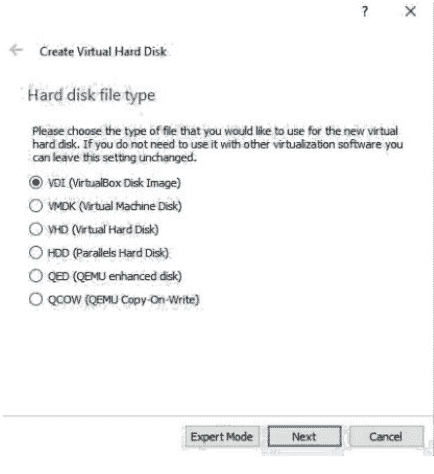 ?
Create Virtual Hard Disk
Hard disk file type
Please choose the type of file that you would like to use for the new virtual
hard disk. If you do not need to use it with other virtualization software you
can leave this setting unchanged.
VDI (VirtualBox Disk Image)
VMDK (Virtual Machine Disk)
VHD (Virtual Hard Disk)
HDD (Parallels Hard Disk)
QED (QEMU enhanced disk)
QCOW (QEMU Copy-On-Write)
Expert Mode Next Cancel